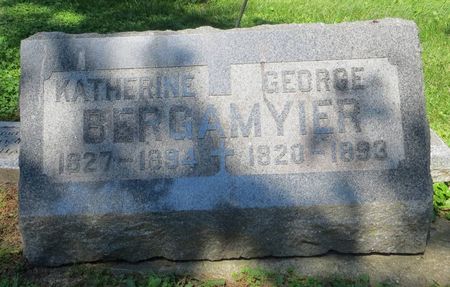 KATHERINE GEORGE
BERGAMYIER
1827-1894 1820-1893